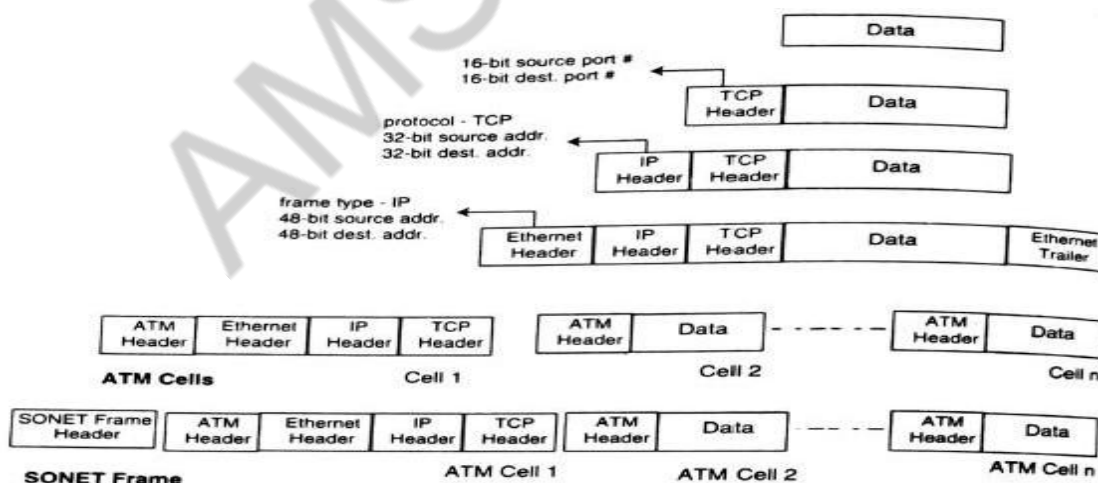 AMS
Data
16-bit source port #
16-bit dest. port #
TCP
Header
Data
protocol - TCP
32-bit source addr.
32-bit dest. addr.
IP
Header
TCP
Header
Data
frame type - IP
48-bit source addr.
48-bit dest. addr.
Ethernet
Header
IP
Header
TCP
Header
Data
Ethernet
Trailer
ATM
Header
Ethernet
Header
IP
Header
TCP
Header
ATM
Header
Data
ATM
Header
Data
ATM Cells
Cell 1
Cell 2
Cell n
SONET Frame
Header
ATM
Header
Ethernet
Header
IP
Header
TCP
Header
ATM
Header
Data
ATM
Header
Data
SONET Frame
ATM Cell 1
ATM Cell 2
ATM Cell n